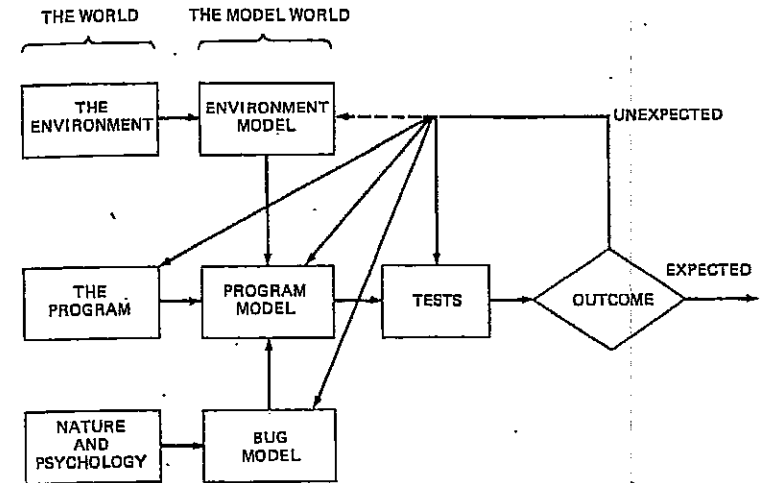 THE WORLD
THE MODEL WORLD
THE
ENVIRONMENT
ENVIRONMENT
MODEL
UNEXPECTED
THE
PROGRAM
PROGRAM
MODEL
TESTS
OUTCOME
EXPECTED
NATURE
AND
PSYCHOLOGY
BUG
MODEL